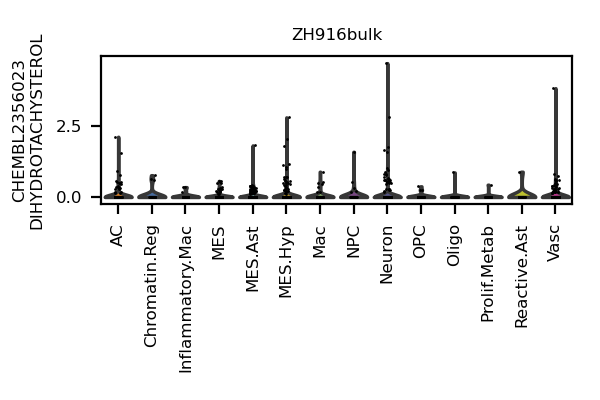 ZH916bulk
CHEMBL2356023
DIHYDROTACHYSTEROL
2.5
0.0
AC
Chromatin.Reg
Inflammatory.Mac
MES
MES.Ast
MES.Hyp
Mac
NPC
Neuron
OPC
Oligo
Prolif.Metab
Reactive.Ast
Vasc